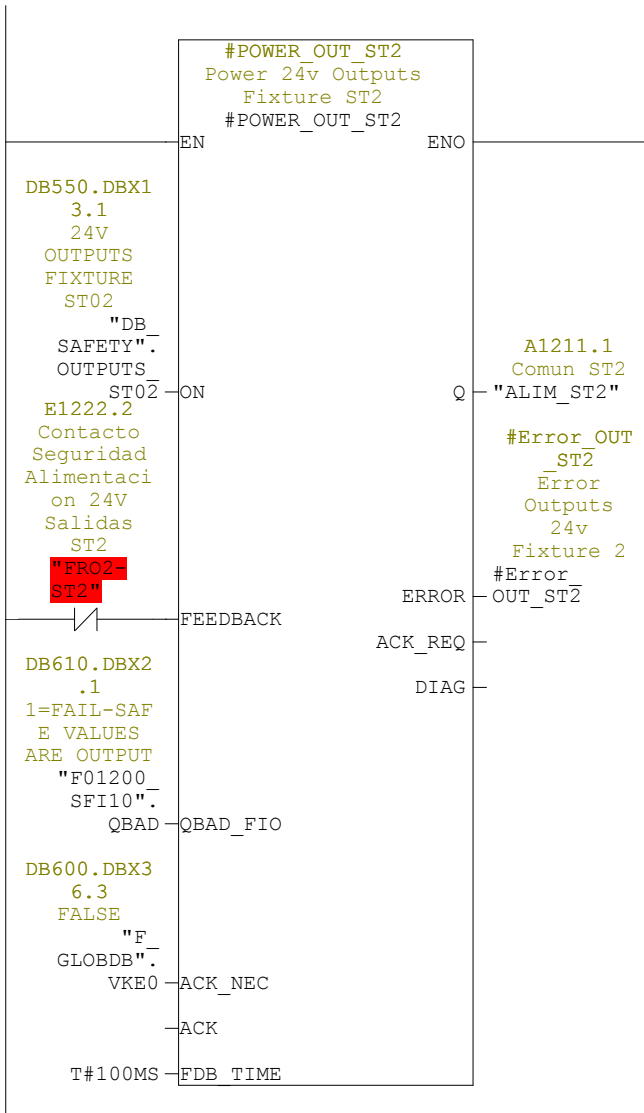 #POWER_OUT_ST2
Power 24v Outputs
Fixture ST2
#POWER_OUT_ST2
EN
ENO
DB550.DBX1
3.1
24V
OUTPUTS
FIXTURE
ST02
"DB_
SAFETY".
OUTPUTS_
ST02
ON
A1211.1
Comun ST2
Q
"ALIM_ST2"
E1222.2
Contacto
Seguridad
Alimentaci
on 24V
Salidas
ST2
"FRO2-
ST2"
FEEDBACK
#Error_OUT
_ST2
Error
Outputs
24v
Fixture 2
#Error_
ERROR
OUT_ST2
ACK_REQ
DIAG
DB610.DBX2
.1
1=FAIL-SAF
E VALUES
ARE OUTPUT
"F01200_
SFI10".
QBAD
QBAD_FIO
DB600.DBX3
6.3
FALSE
"F_
GLOBDB".
VKE0
ACK_NEC
ACK
T#100MS
FDB_TIME